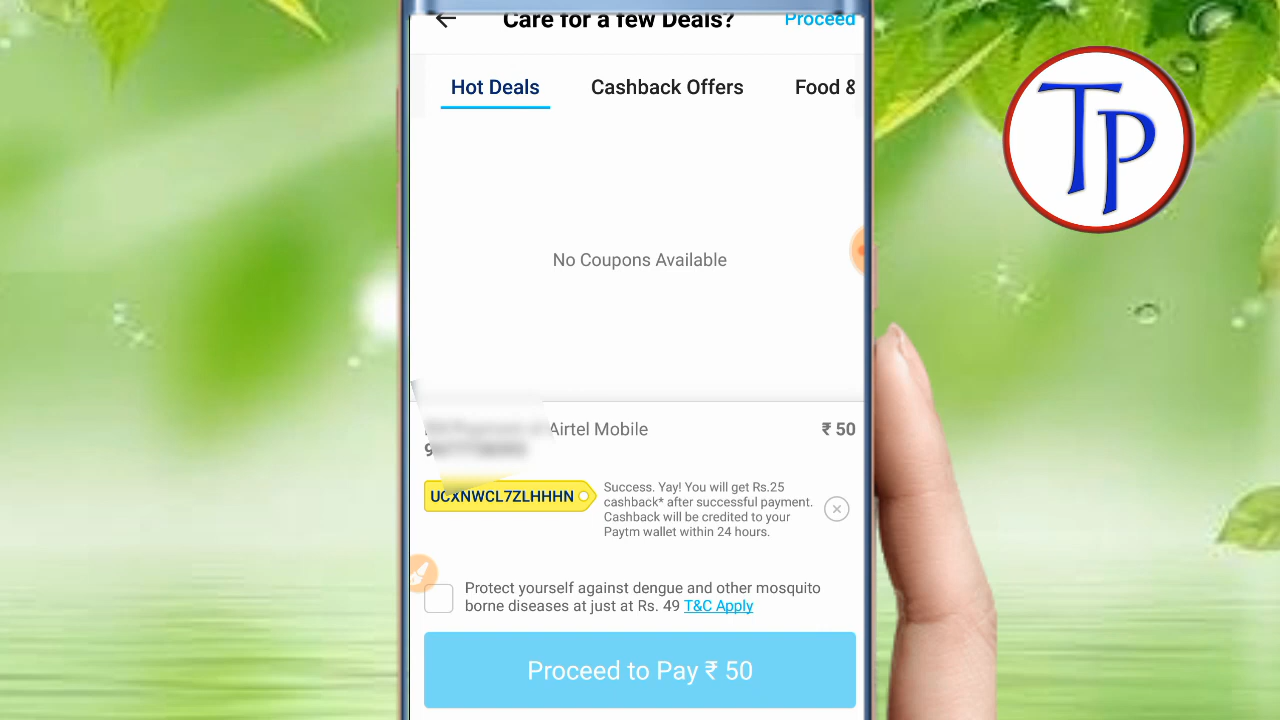 Care for a few Deals?
Proceed
Hot Deals
Cashback Offers
Food &
TP
No Coupons Available
Airtel Mobile
₹ 50
9
UCXNWCL7ZLHHHN
Success. Yay! You will get Rs.25
cashback* after successful payment.
Cashback will be credited to your
Paytm wallet within 24 hours.
Protect yourself against dengue and other mosquito
borne diseases at just at Rs. 49 T&C Apply
Proceed to Pay ₹ 50